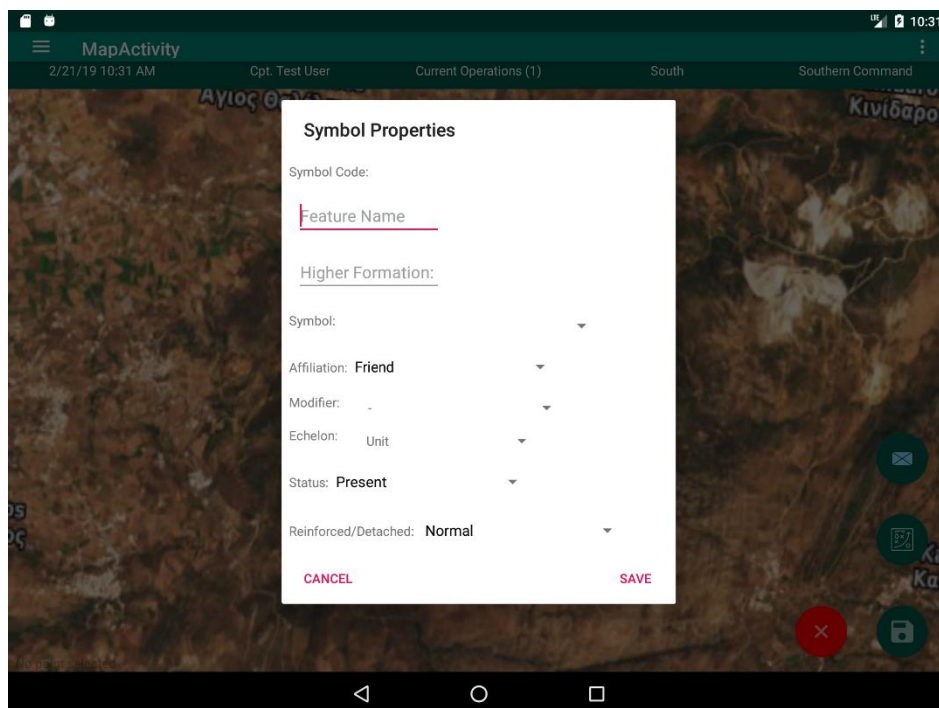 LTE 10:31
MapActivity
2/21/19 10:31 AM Cpt. Test User Current Operations (1) South Southern Command
Άγιος
Symbol Properties
Symbol Code:
Feature Name
Higher Formation:
Symbol:
Affiliation: Friend
Modifier: -
Echelon: Unit
Status: Present
Reinforced/Detached: Normal
CANCEL SAVE